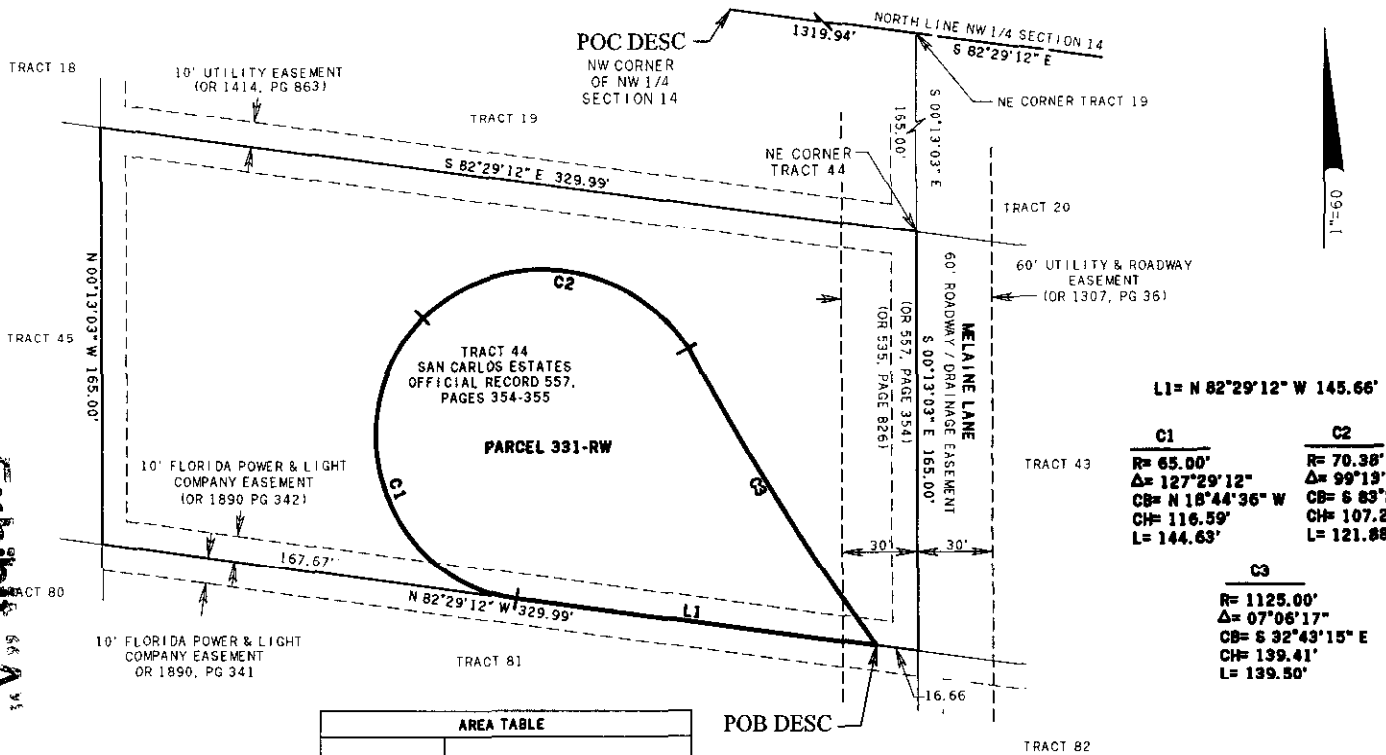 POC DESC
NW CORNER
OF NW 1/4
SECTION 14
1319.94'
NORTH LINE NW 1/4 SECTION 14
S 82°29'12" E
NE CORNER TRACT 19
S 00°13'03" E
165.00'
TRACT 18
10' UTILITY EASEMENT
(OR 1414, PG 863)
TRACT 19
S 82°29'12" E 329.99'
NE CORNER
TRACT 44
TRACT 20
60' UTILITY & ROADWAY
EASEMENT
(OR 1307, PG 36)
1"=60
TRACT 45
N 00°13'03" W 165.00'
C2
TRACT 44
SAN CARLOS ESTATES
OFFICIAL RECORD 557,
PAGES 354-355
PARCEL 331-RW
C1
C3
MELAINE LANE
60' ROADWAY / DRAINAGE EASEMENT
S 00°13'03" E 165.00'
(OR 557, PAGE 354)
(OR 535, PAGE 826)
TRACT 43
30'
30'
10' FLORIDA POWER & LIGHT
COMPANY EASEMENT
(OR 1890 PG 342)
167.67'
N 82°29'12" W 329.99'
L1
10' FLORIDA POWER & LIGHT
COMPANY EASEMENT
OR 1890, PG 341
TRACT 81
16.66
POB DESC
TRACT 82
L1= N 82°29'12" W 145.66'
C1
R= 65.00'
Δ= 127°29'12"
CB= N 18°44'36" W
CH= 116.59'
L= 144.63'
C2
R= 70.38'
Δ= 99°13'
CB= S 83°
CH= 107.2
L= 121.88
C3
R= 1125.00'
Δ= 07°06'17"
CB= S 32°43'15" E
CH= 139.41'
L= 139.50'
AREA TABLE